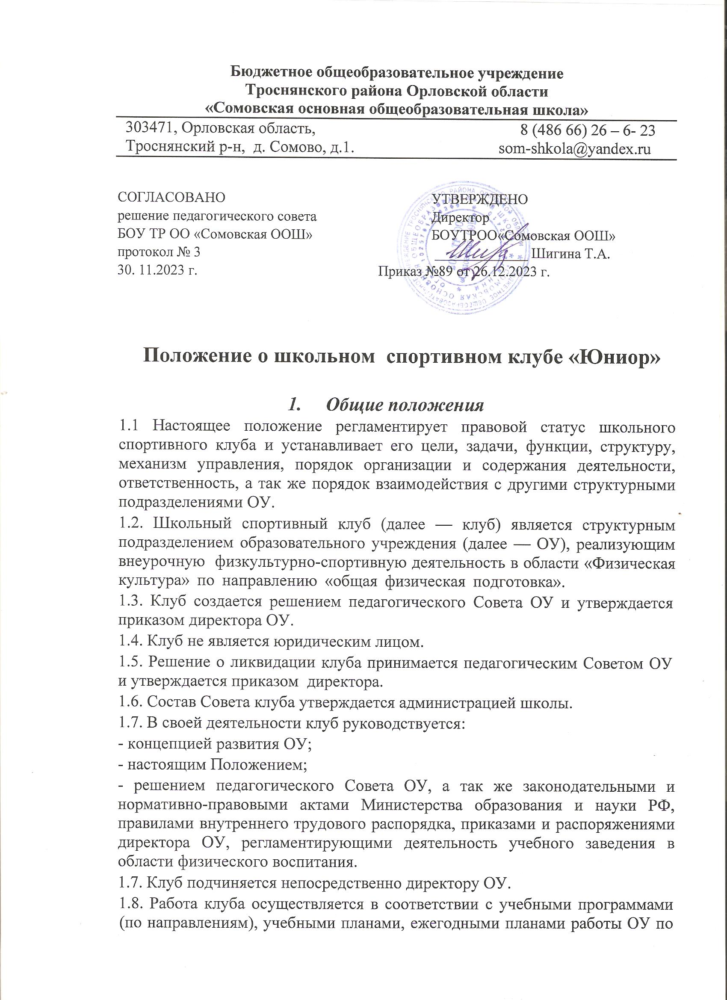 Бюджетное общеобразовательное учреждение
Троснянского района Орловской области
«Сомовская основная общеобразовательная школа»
303471, Орловская область, 8 (486 66) 26 – 6- 23
Троснянский р-н, д. Сомово, д.1. som-shkola@yandex.ru
СОГЛАСОВАНО УТВЕРЖДЕНО
решение педагогического совета Директор
БОУ ТР ОО «Сомовская ООШ» БОУТРОО«Сомовская ООШ»
протокол № 3 Шигина Т.А.
30. 11.2023 г. Приказ №89 от 26.12.2023 г.
Положение о школьном спортивном клубе «Юниор»
1. Общие положения
1.1 Настоящее положение регламентирует правовой статус школьного
спортивного клуба и устанавливает его цели, задачи, функции, структуру,
механизм управления, порядок организации и содержания деятельности,
ответственность, а так же порядок взаимодействия с другими структурными
подразделениями ОУ.
1.2. Школьный спортивный клуб (далее — клуб) является структурным
подразделением образовательного учреждения (далее — ОУ), реализующим
внеурочную физкультурно-спортивную деятельность в области «Физическая
культура» по направлению «общая физическая подготовка».
1.3. Клуб создается решением педагогического Совета ОУ и утверждается
приказом директора ОУ.
1.4. Клуб не является юридическим лицом.
1.5. Решение о ликвидации клуба принимается педагогическим Советом ОУ
и утверждается приказом директора.
1.6. Состав Совета клуба утверждается администрацией школы.
1.7. В своей деятельности клуб руководствуется:
- концепцией развития ОУ;
- настоящим Положением;
- решением педагогического Совета ОУ, а так же законодательными и
нормативно-правовыми актами Министерства образования и науки РФ,
правилами внутреннего трудового распорядка, приказами и распоряжениями
директора ОУ, регламентирующими деятельность учебного заведения в
области физического воспитания.
1.7. Клуб подчиняется непосредственно директору ОУ.
1.8. Работа клуба осуществляется в соответствии с учебными программами
(по направлениям), учебными планами, ежегодными планами работы ОУ по